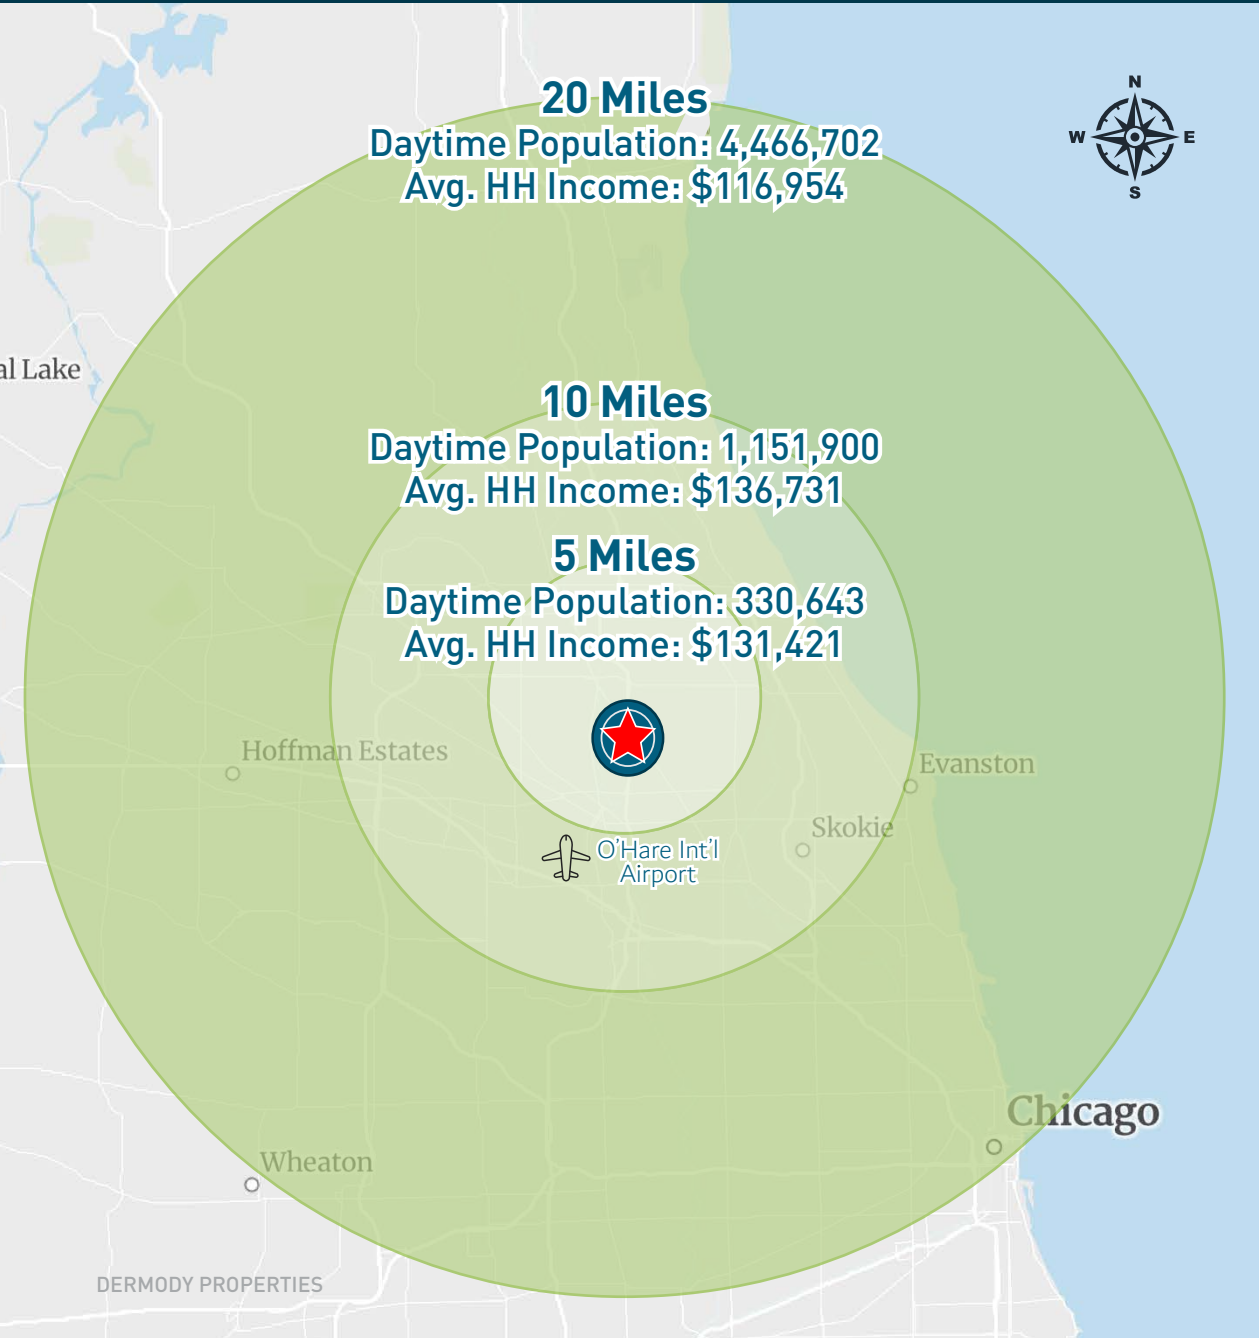 20 Miles
Daytime Population: 4,466,702
Avg. HH Income: $116,954
N
W
E
S
al Lake
10 Miles
Daytime Population: 1,151,900
Avg. HH Income: $136,731
5 Miles
Daytime Population: 330,643
Avg. HH Income: $131,421
Hoffman Estates
Evanston
Skokie
O'Hare Int'l
Airport
Chicago
Wheaton
DERMODY PROPERTIES